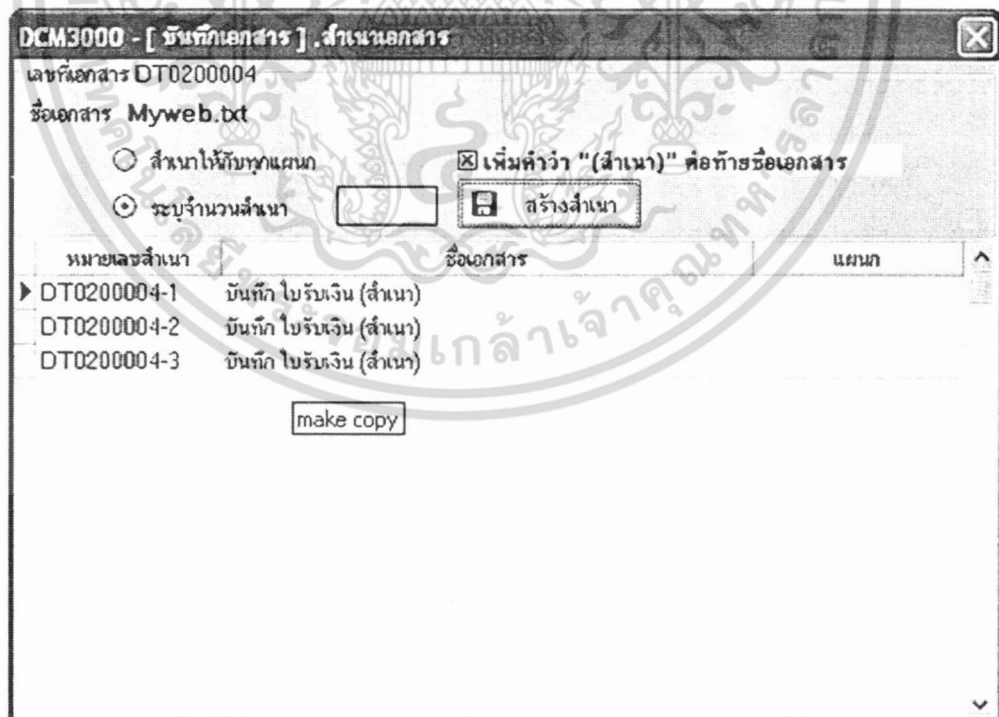 DCM3000 - [ บันทึกเอกสาร ] .สำเนาเอกสาร
เลขที่เอกสาร DT0200004
ชื่อเอกสาร Myweb.txt
สำเนาให้กับทุกแผนก เพิ่มคำว่า "(สำเนา)" ต่อท้ายชื่อเอกสาร
ระบุจำนวนสำเนา สร้างสำเนา
หมายเลขสำเนา ชื่อเอกสาร แผนก
DT0200004-1 บันทึก ใบรับเงิน (สำเนา)
DT0200004-2 บันทึก ใบรับเงิน (สำเนา)
DT0200004-3 บันทึก ใบรับเงิน (สำเนา)
make copy